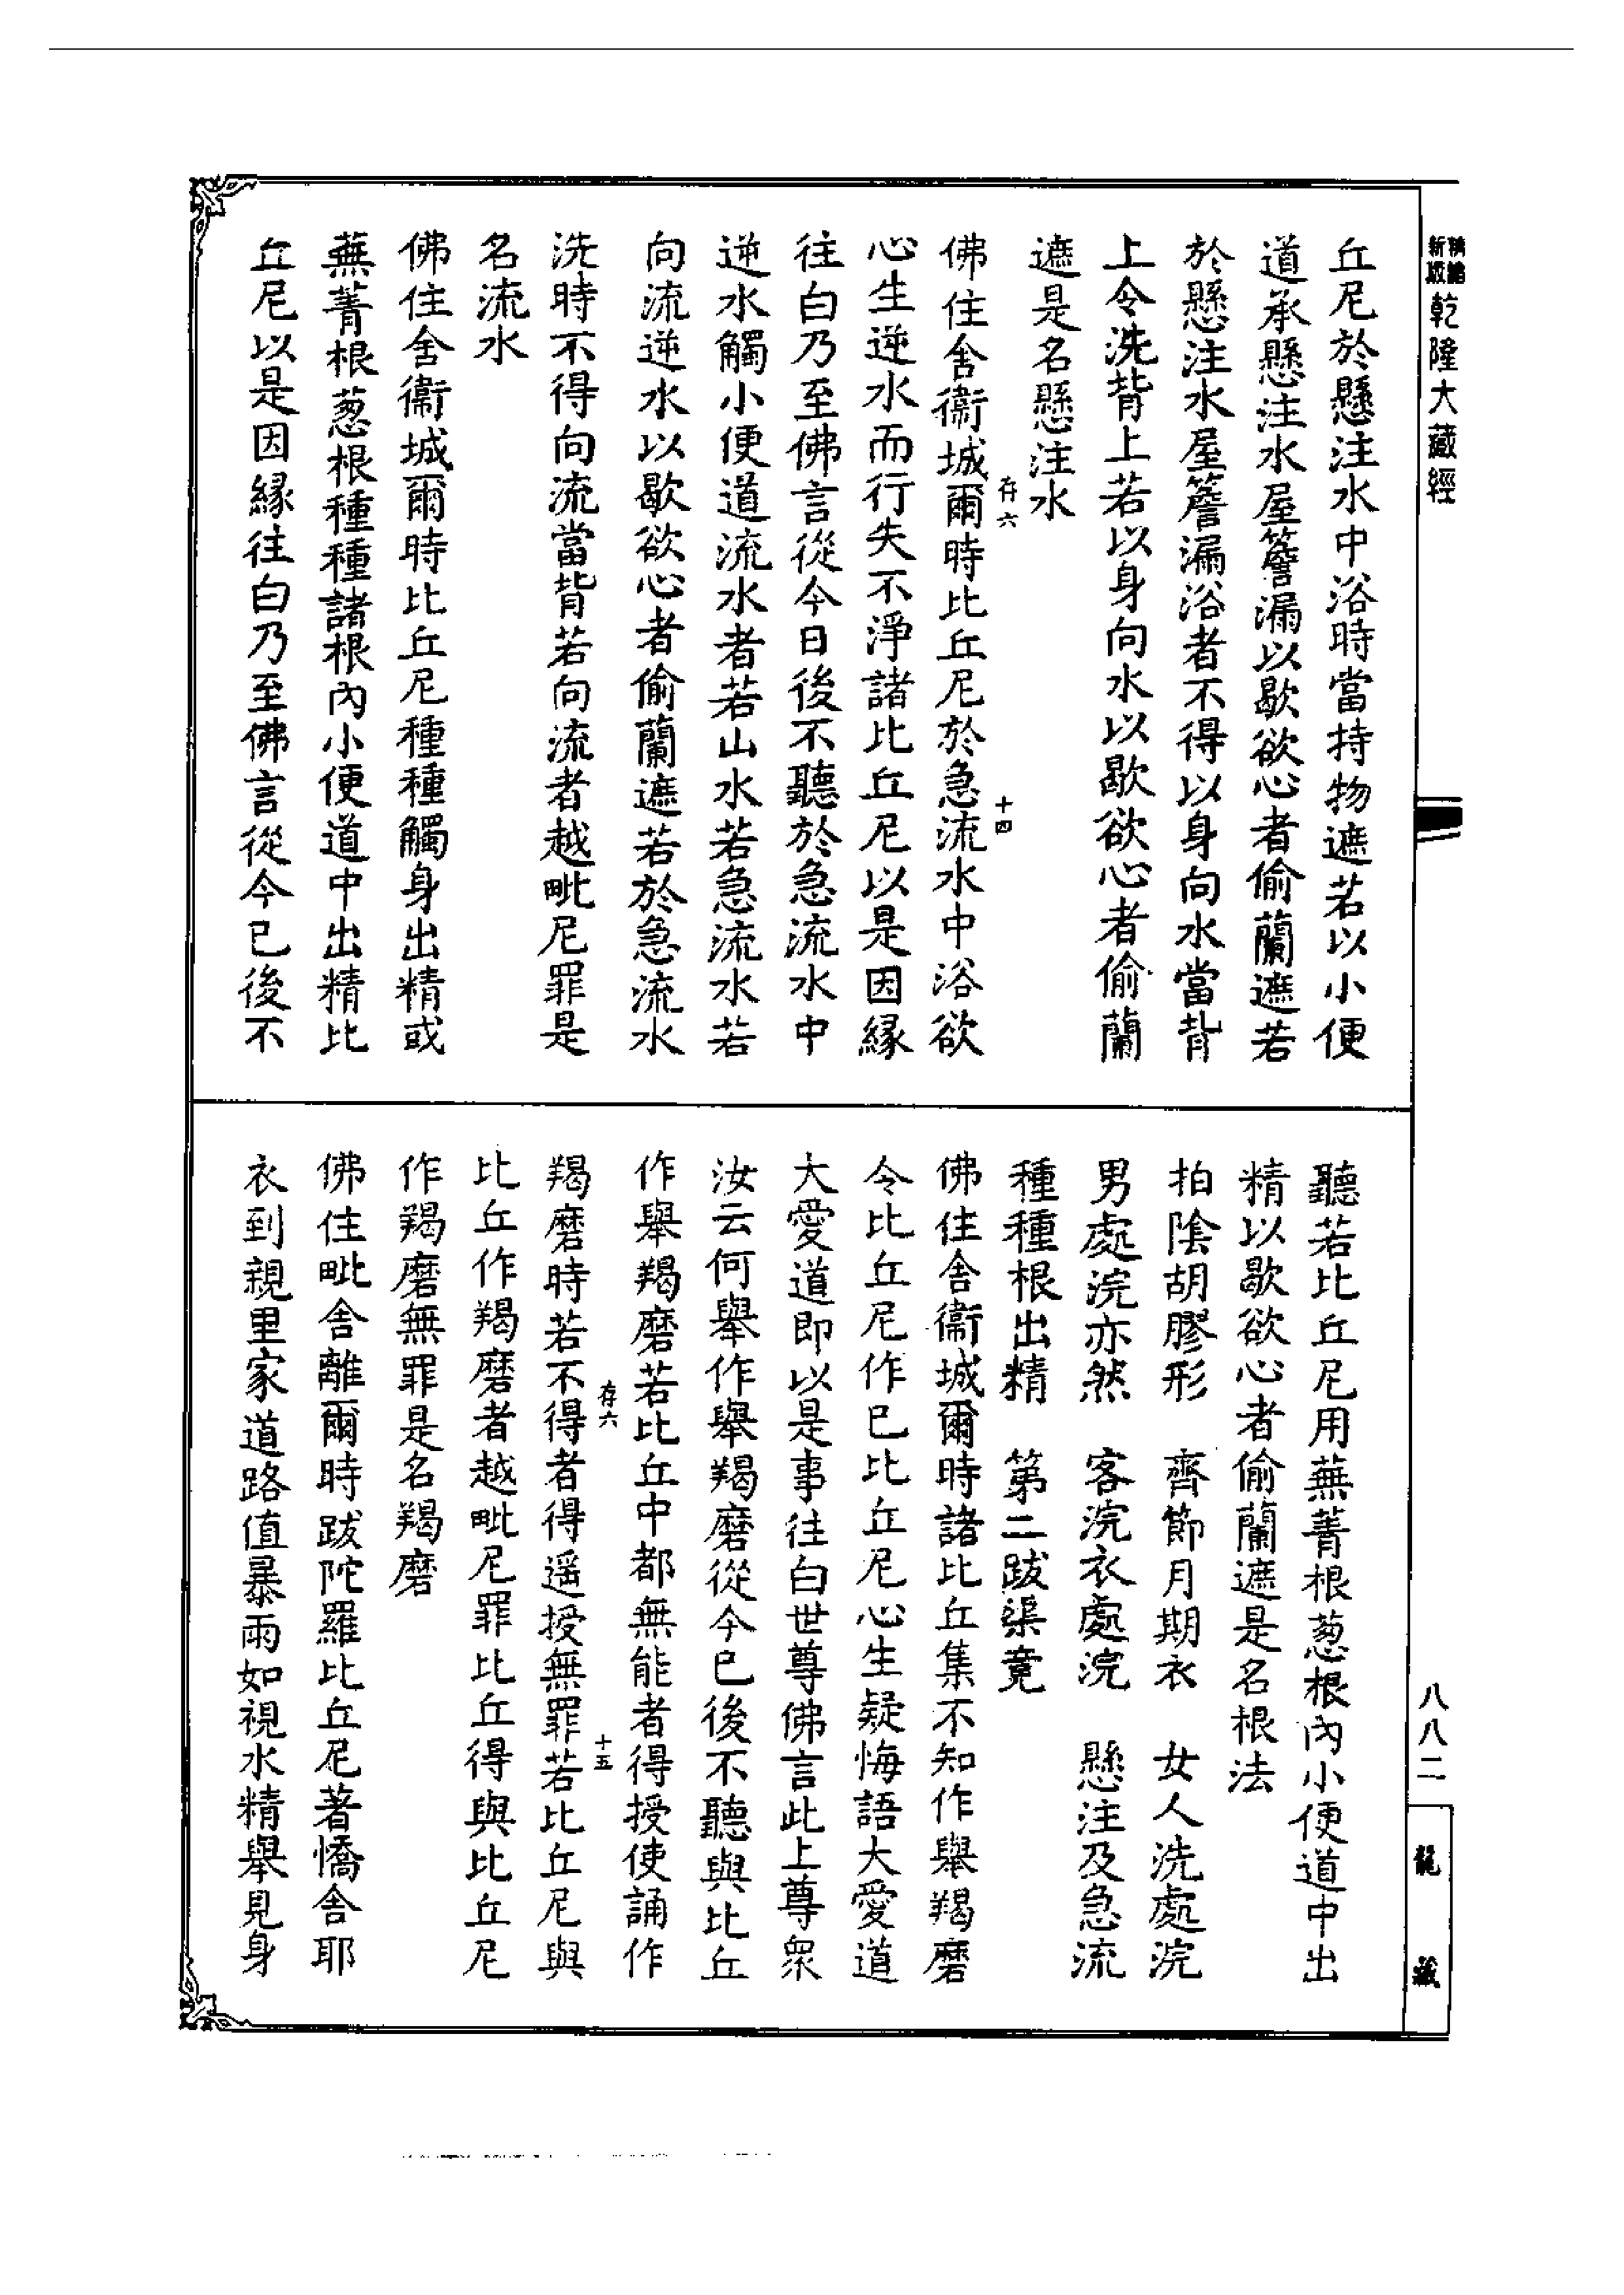 新版
精縮
乾隆大藏經
丘尼於懸注水中浴時當持物遮若以小便
道承懸注水屋簷漏以歇欲心者偷蘭遮若
於懸注水屋簷漏浴者不得以身向水當背
上令洗背上若以身向水以歇欲心者偷蘭
遮是名懸注水
存六
十四
佛住舍衞城爾時比丘尼於急流水中浴欲
心生逆水而行失不淨諸比丘尼以是因緣
往白乃至佛言從今日後不聽於急流水中
逆水觸小便道流水者若山水若急流水若
向流逆水以歇欲心者偷蘭遮若於急流水
洗時不得向流當背若向流者越毗尼罪是
名流水
佛住舍衞城爾時比丘尼種種觸身出精或
蕪菁根葱根種種諸根內小便道中出精比
丘尼以是因緣往白乃至佛言從今已後不
聽若比丘尼用蕪菁根葱根內小便道中出
精以歇欲心者偷蘭遮是名根法
拍陰胡膠形　齊節月期衣　女人洗處浣
男處浣亦然　客浣衣處浣　懸注及急流
種種根出精　第二跋渠竟
佛住舍衞城爾時諸比丘集不知作舉羯磨
令比丘尼作已比丘尼心生疑悔語大愛道
大愛道即以是事往白世尊佛言此上尊眾
汝云何舉作舉羯磨從今已後不聽與比丘
作舉羯磨若比丘中都無能者得授使誦作
存六
十五
羯磨時若不得者得遥授無罪若比丘尼與
比丘作羯磨者越毗尼罪比丘得與比丘尼
作羯磨無罪是名羯磨
佛住毗舍離爾時跋陀羅比丘尼著憍舍耶
衣到親里家道路值暴雨如視水精舉見身
八八二
龍藏